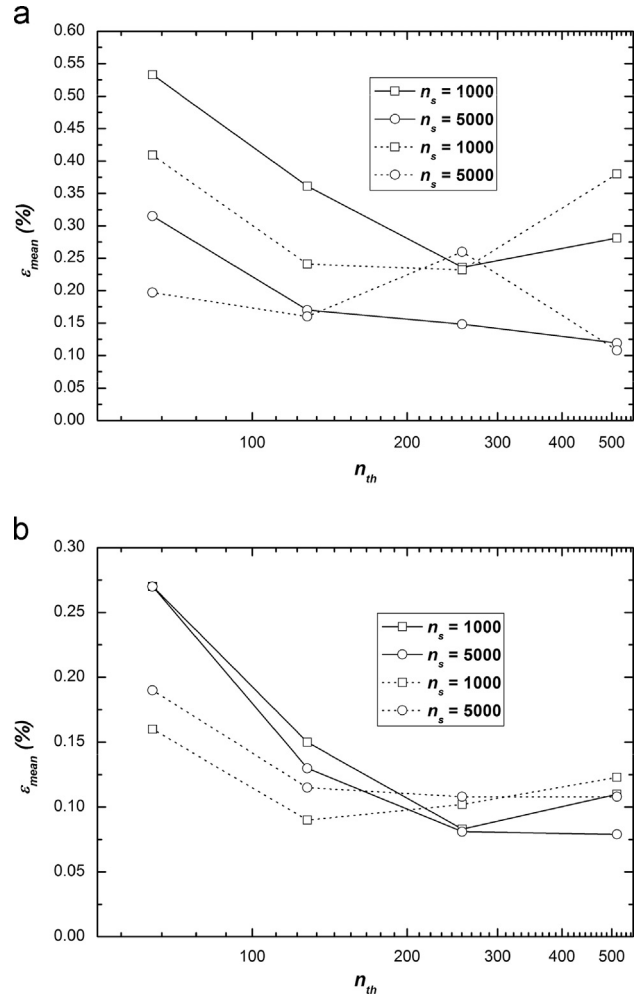 a
0.60
0.55
0.50
0.45
0.40
0.35
0.30
0.25
0.20
0.15
0.10
0.05
0.00
ε_mean (%)
n_s = 1000
n_s = 5000
n_s = 1000
n_s = 5000
100 200 300 400 500
n_th
b
0.30
0.25
0.20
0.15
0.10
0.05
0.00
ε_mean (%)
n_s = 1000
n_s = 5000
n_s = 1000
n_s = 5000
100 200 300 400 500
n_th